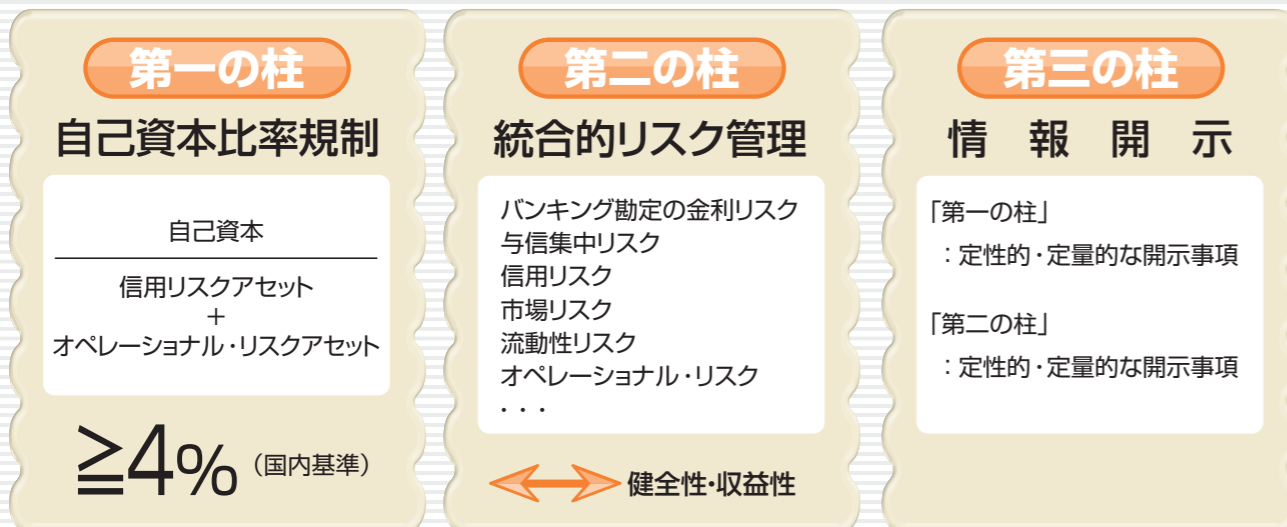 第一の柱
自己資本比率規制
自己資本
信用リスクアセット
+
オペレーショナル・リスクアセット
≧4%（国内基準）
第二の柱
統合的リスク管理
バンキング勘定の金利リスク
与信集中リスク
信用リスク
市場リスク
流動性リスク
オペレーショナル・リスク
・・・
健全性・収益性
第三の柱
情報開示
「第一の柱」
：定性的・定量的な開示事項
「第二の柱」
：定性的・定量的な開示事項